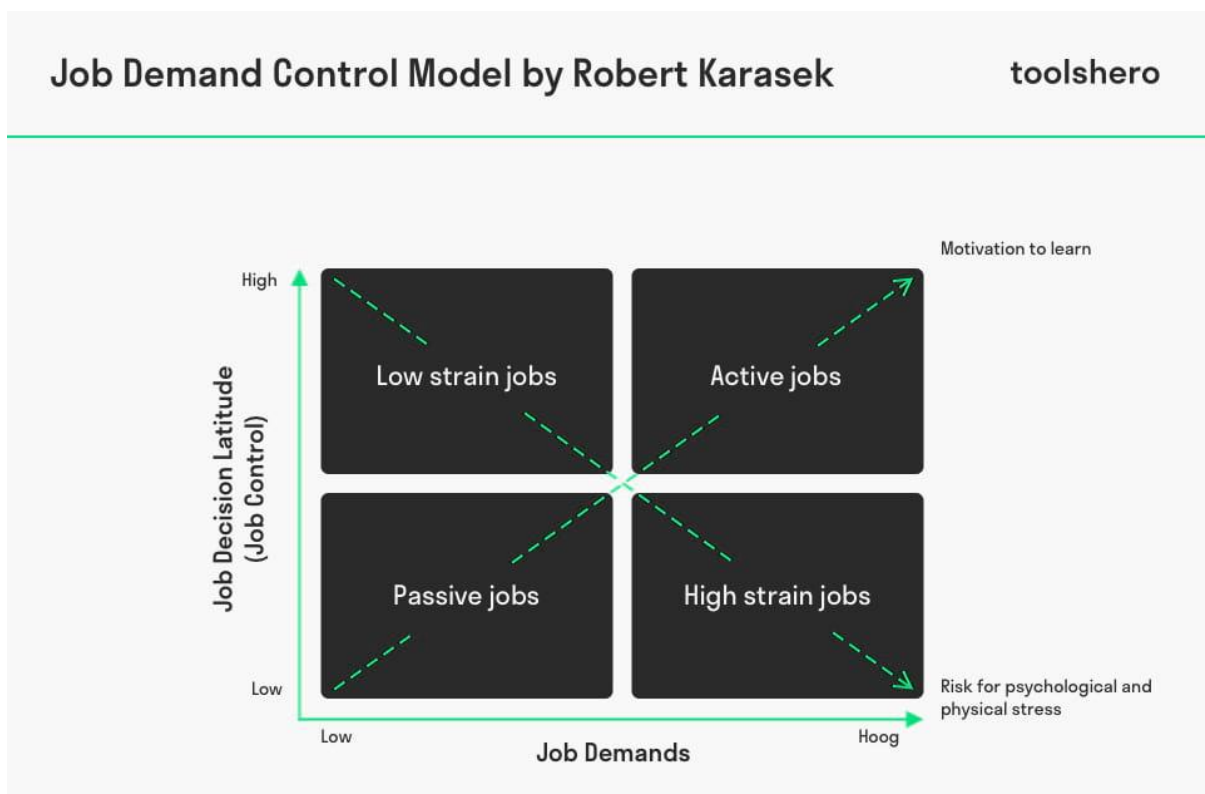 Job Demand Control Model by Robert Karasek
toolshero
Motivation to learn
High
Low strain jobs
Active jobs
Job Decision Latitude
(Job Control)
Passive jobs
High strain jobs
Low
Risk for psychological and
physical stress
Low
Hoog
Job Demands